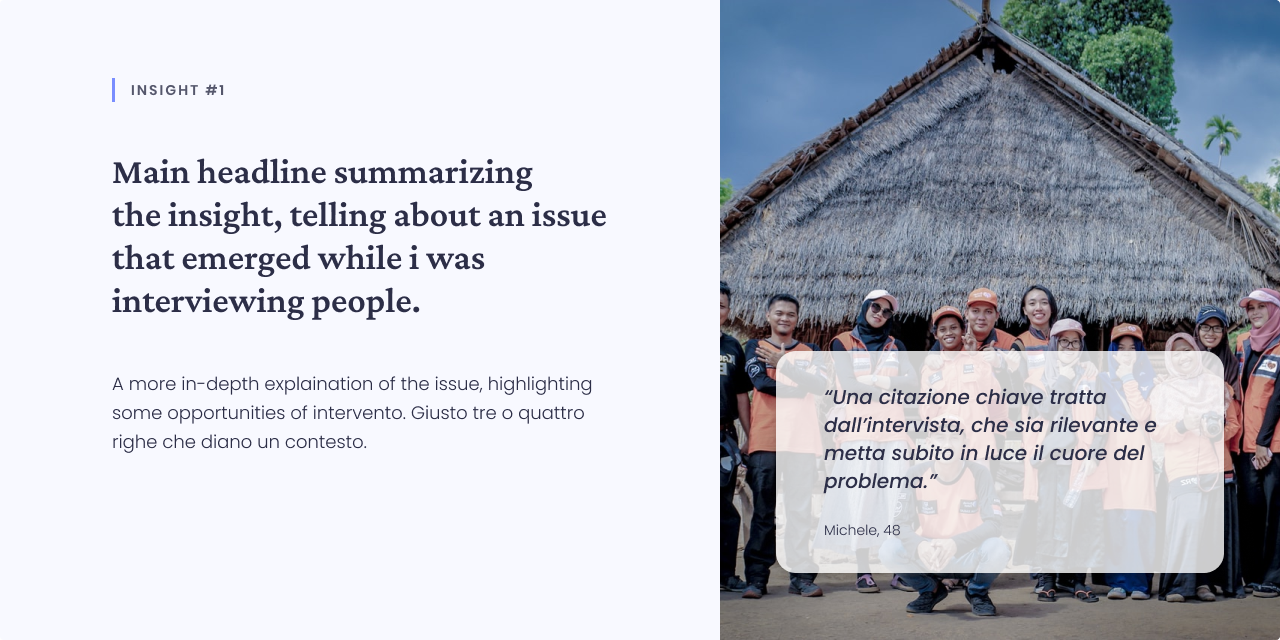 INSIGHT #1
Main headline summarizing
the insight, telling about an issue
that emerged while i was
interviewing people.
A more in-depth explaination of the issue, highlighting
some opportunities of intervento. Giusto tre o quattro
righe che diano un contesto.
“Una citazione chiave tratta
dall’intervista, che sia rilevante e
metta subito in luce il cuore del
problema.”
Michele, 48